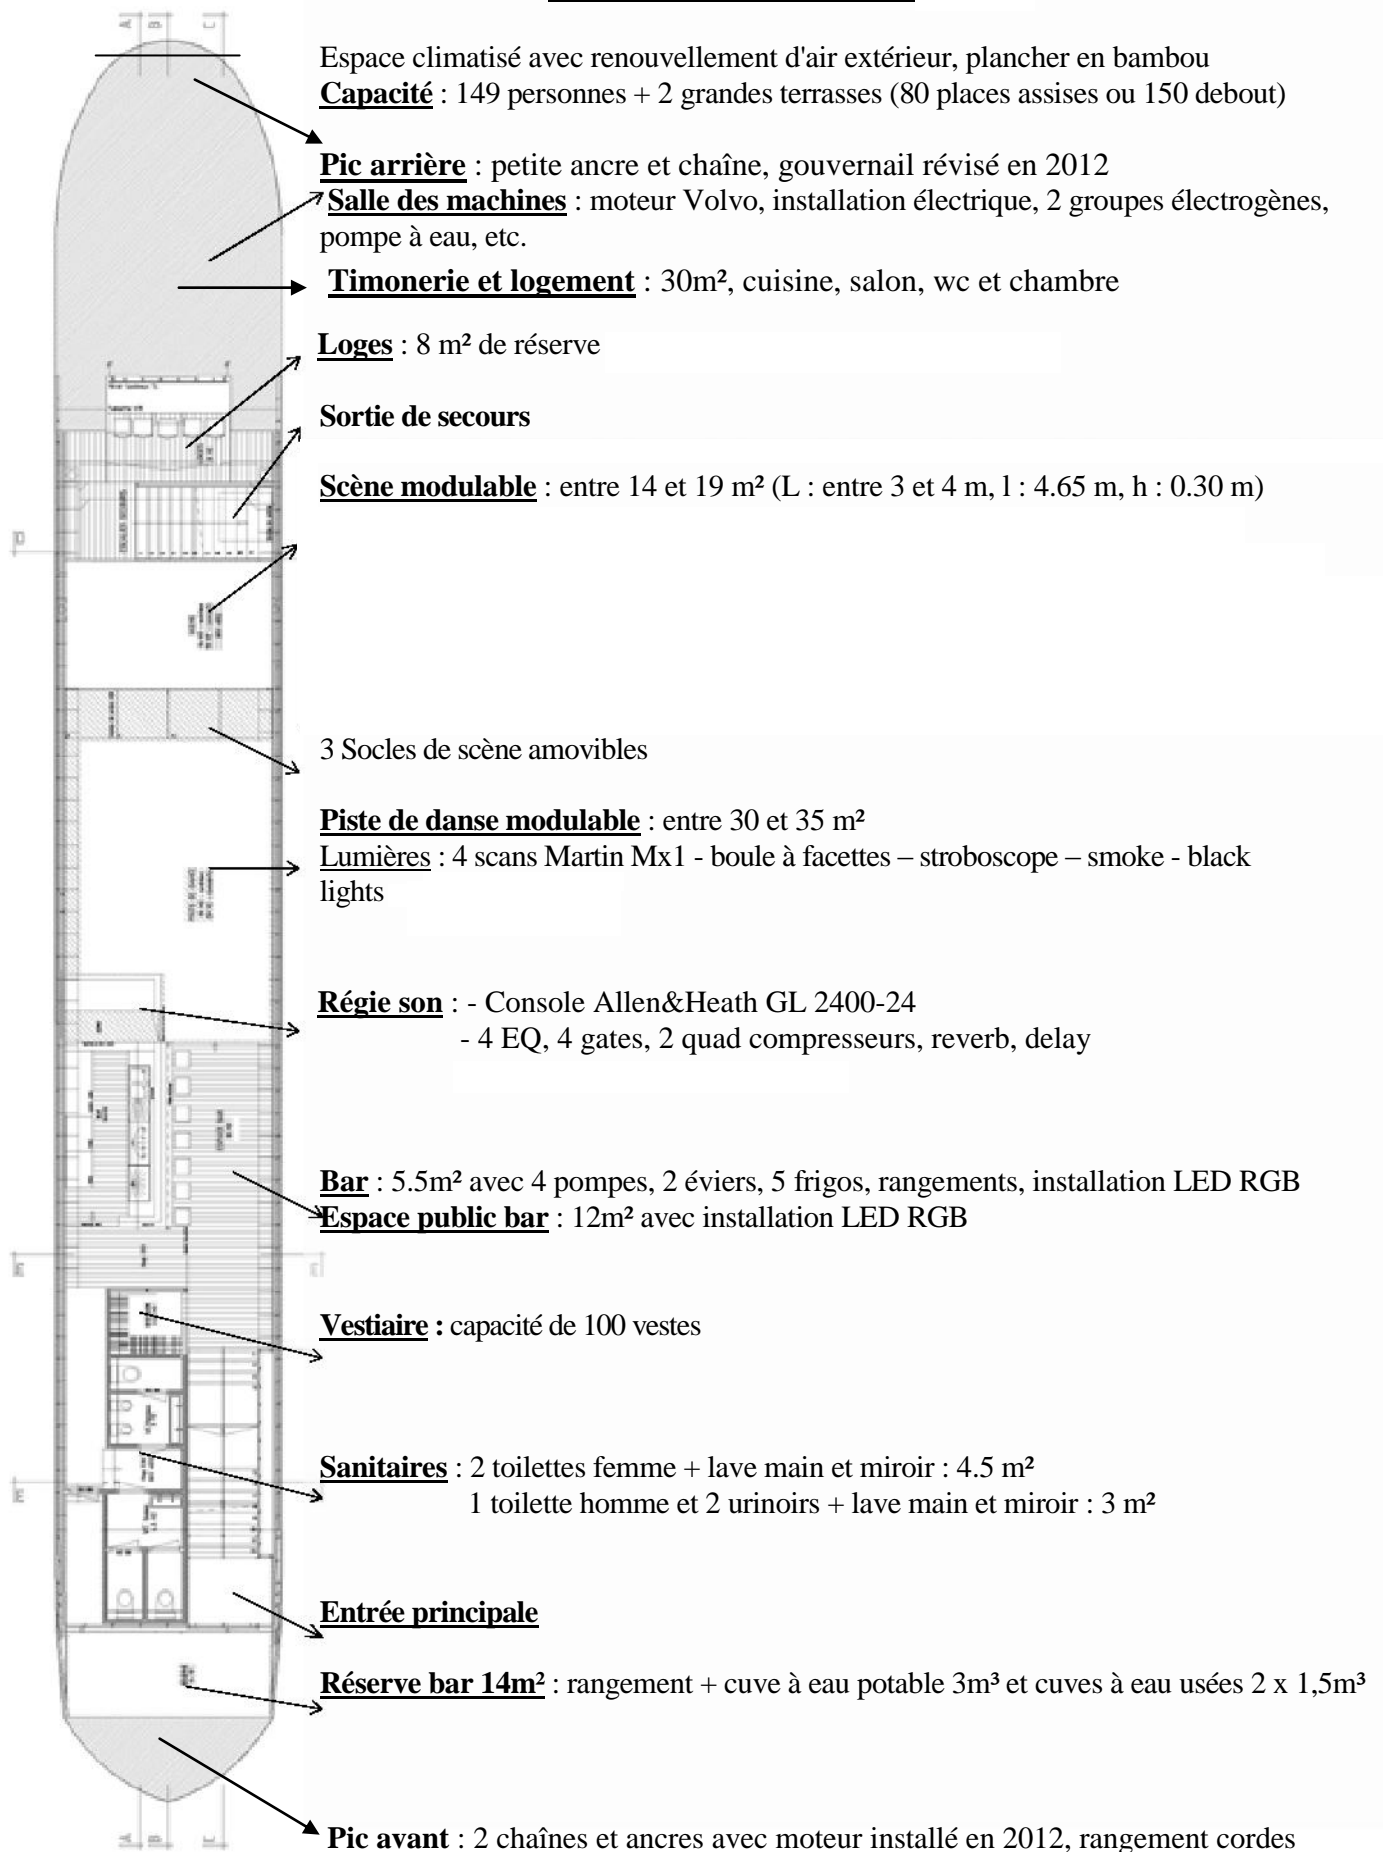 A B C
Espace climatisé avec renouvellement d'air extérieur, plancher en bambou
Capacité : 149 personnes + 2 grandes terrasses (80 places assises ou 150 debout)
Pic arrière : petite ancre et chaîne, gouvernail révisé en 2012
Salle des machines : moteur Volvo, installation électrique, 2 groupes électrogènes,
pompe à eau, etc.
Timonerie et logement : 30m², cuisine, salon, wc et chambre
Loges : 8 m² de réserve
Sortie de secours
Scène modulable : entre 14 et 19 m² (L : entre 3 et 4 m, l : 4.65 m, h : 0.30 m)
3 Socles de scène amovibles
Piste de danse modulable : entre 30 et 35 m²
Lumières : 4 scans Martin Mx1 - boule à facettes – stroboscope – smoke - black
lights
Régie son : - Console Allen&Heath GL 2400-24
- 4 EQ, 4 gates, 2 quad compresseurs, reverb, delay
Bar : 5.5m² avec 4 pompes, 2 éviers, 5 frigos, rangements, installation LED RGB
Espace public bar : 12m² avec installation LED RGB
Vestiaire : capacité de 100 vestes
Sanitaires : 2 toilettes femme + lave main et miroir : 4.5 m²
1 toilette homme et 2 urinoirs + lave main et miroir : 3 m²
Entrée principale
Réserve bar 14m² : rangement + cuve à eau potable 3m³ et cuves à eau usées 2 x 1,5m³
Pic avant : 2 chaînes et ancres avec moteur installé en 2012, rangement cordes
A B C